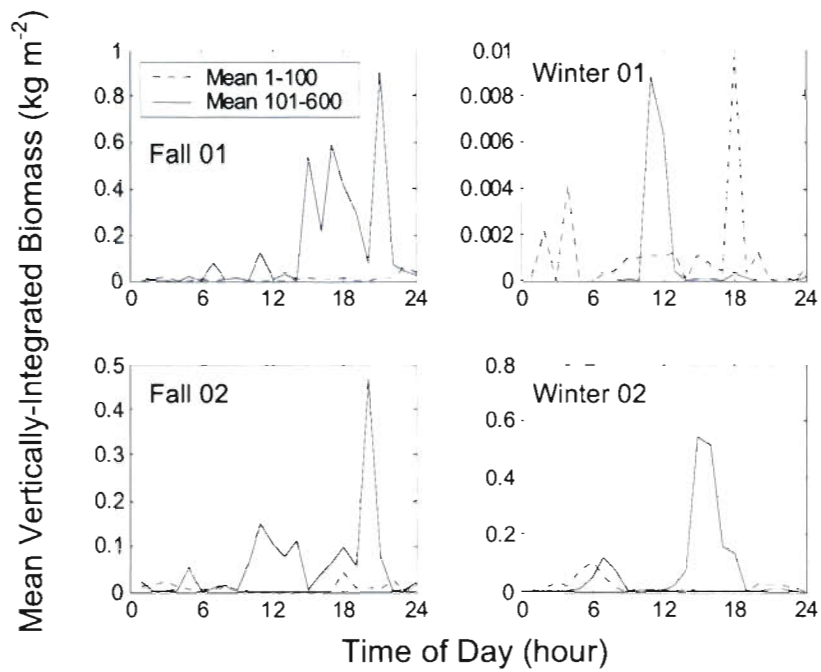 Mean Vertically-Integrated Biomass (kg m-2)
1
0.8
0.6
0.4
0.2
0
Mean 1-100
Mean 101-600
Fall 01
0 6 12 18 24
0.01
0.008
0.006
0.004
0.002
0
Winter 01
0 6 12 18 24
0.5
0.4
0.3
0.2
0.1
0
Fall 02
0 6 12 18 24
0.8
0.6
0.4
0.2
0
Winter 02
0 6 12 18 24
Time of Day (hour)